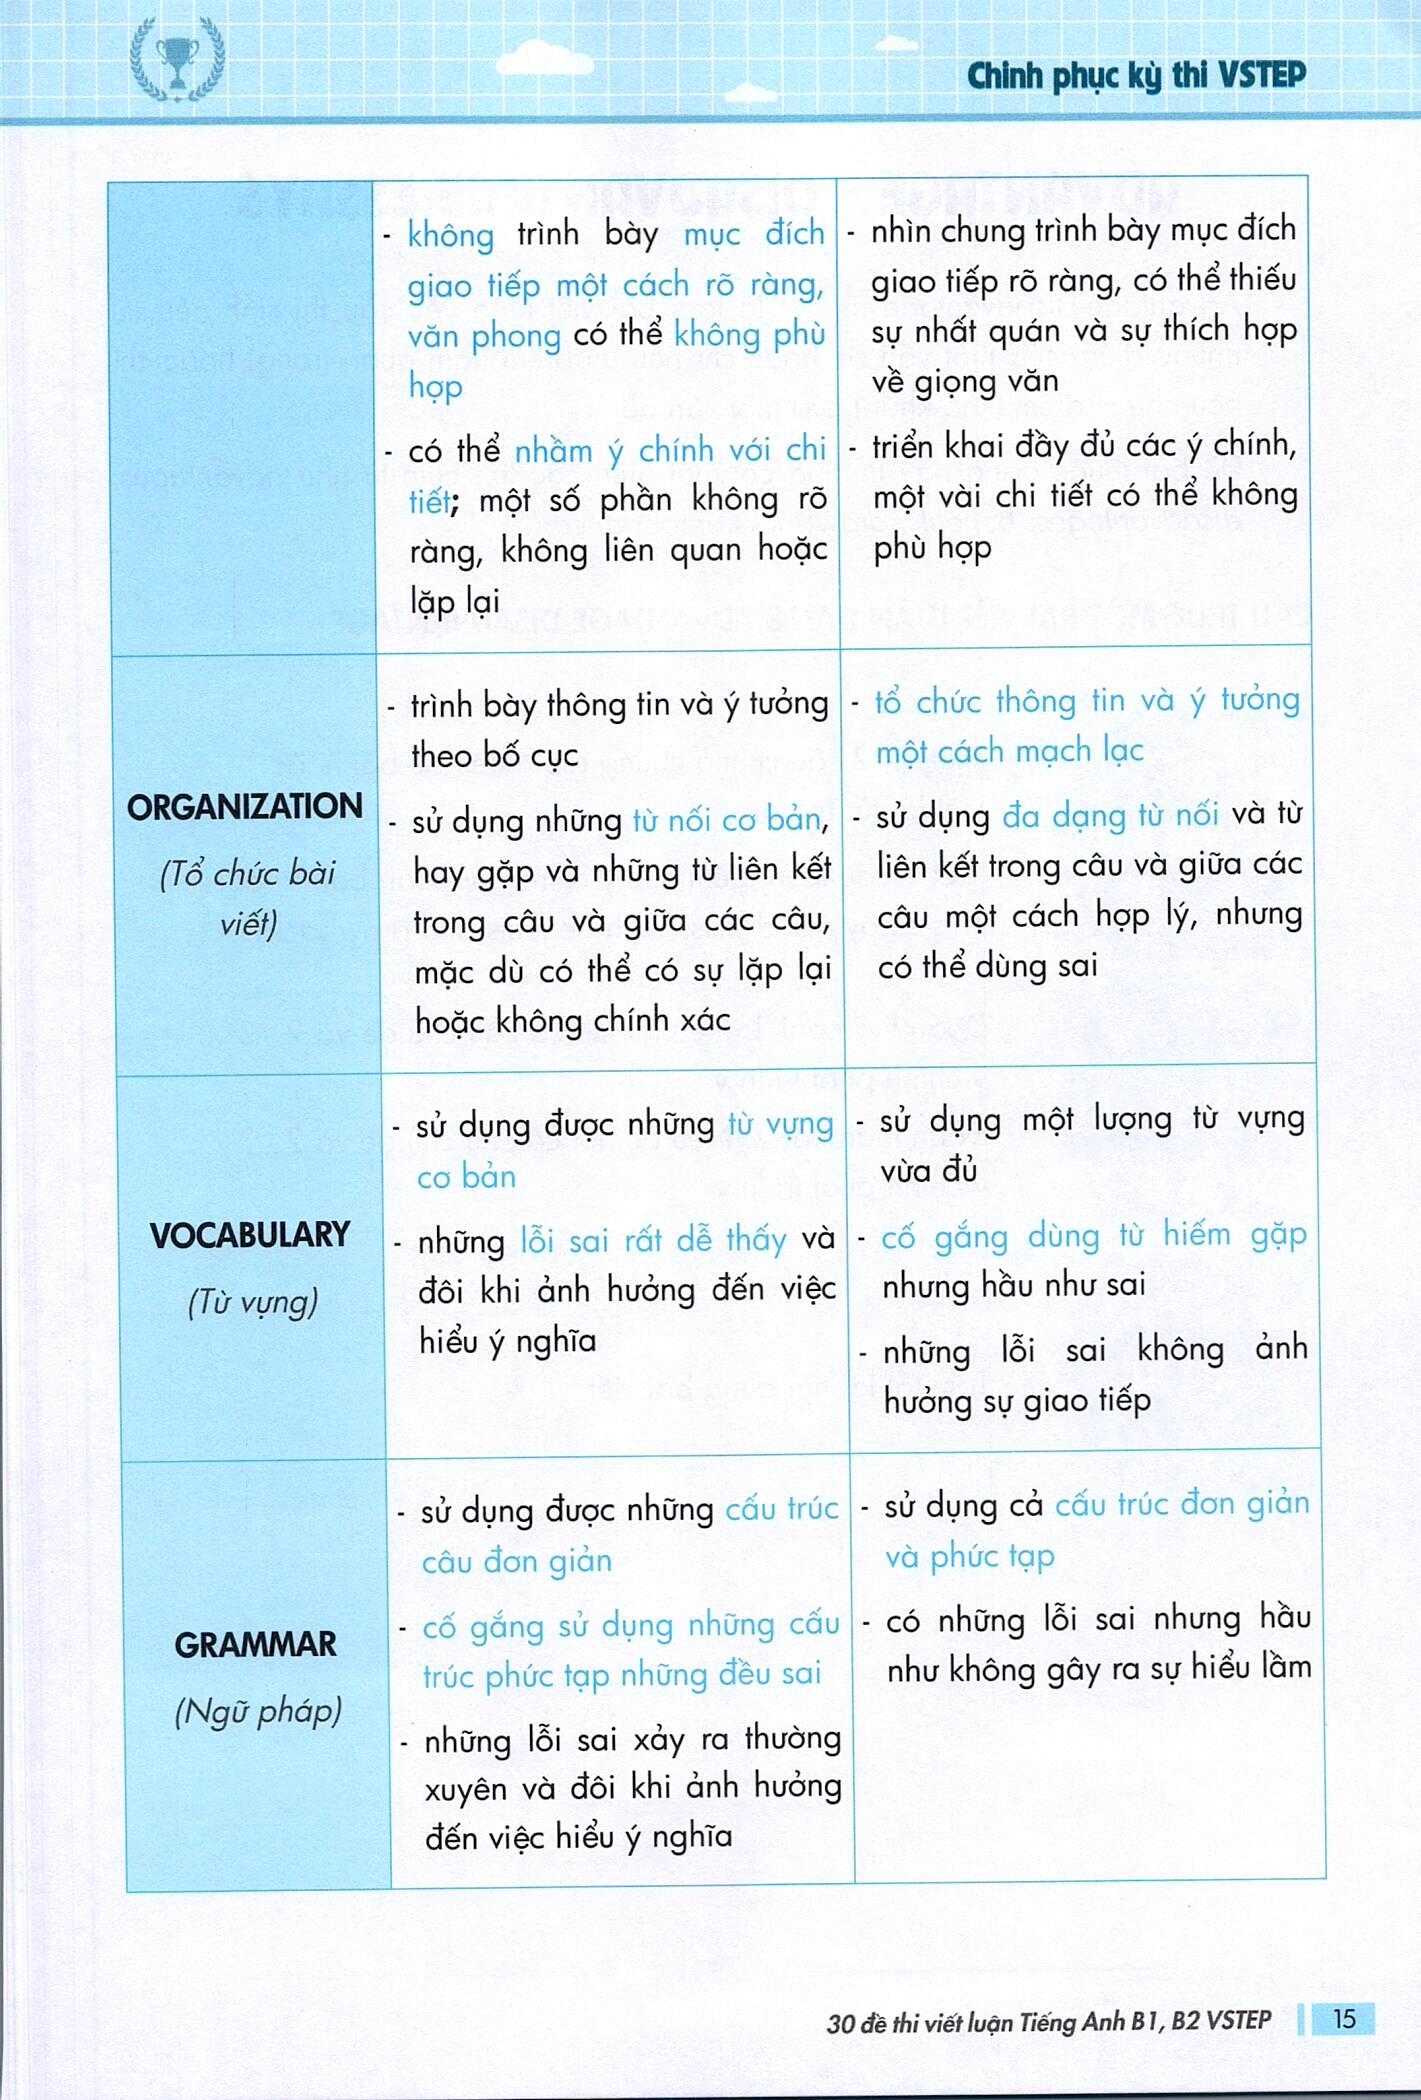 Chinh phục kỳ thi VSTEP
- không trình bày mục đích
giao tiếp một cách rõ ràng,
văn phong có thể không phù
hợp
- có thể nhầm ý chính với chi
tiết; một số phần không rõ
ràng, không liên quan hoặc
lặp lại
- nhìn chung trình bày mục đích
giao tiếp rõ ràng, có thể thiếu
sự nhất quán và sự thích hợp
về giọng văn
- triển khai đầy đủ các ý chính,
một vài chi tiết có thể không
phù hợp
ORGANIZATION
(Tổ chức bài
viết)
- trình bày thông tin và ý tưởng
theo bố cục
- sử dụng những từ nối cơ bản,
hay gặp và những từ liên kết
trong câu và giữa các câu,
mặc dù có thể có sự lặp lại
hoặc không chính xác
- tổ chức thông tin và ý tưởng
một cách mạch lạc
- sử dụng đa dạng từ nối và từ
liên kết trong câu và giữa các
câu một cách hợp lý, nhưng
có thể dùng sai
VOCABULARY
(Từ vựng)
- sử dụng được những từ vựng
cơ bản
- những lỗi sai rất dễ thấy và
đôi khi ảnh hưởng đến việc
hiểu ý nghĩa
- sử dụng một lượng từ vựng
vừa đủ
- cố gắng dùng từ hiếm gặp
nhưng hầu như sai
- những lỗi sai không ảnh
hưởng sự giao tiếp
GRAMMAR
(Ngữ pháp)
- sử dụng được những cấu trúc
câu đơn giản
- cố gắng sử dụng những cấu
trúc phức tạp những đều sai
- những lỗi sai xảy ra thường
xuyên và đôi khi ảnh hưởng
đến việc hiểu ý nghĩa
- sử dụng cả cấu trúc đơn giản
và phức tạp
- có những lỗi sai nhưng hầu
như không gây ra sự hiểu lầm
30 đề thi viết luận Tiếng Anh B1, B2 VSTEP
15